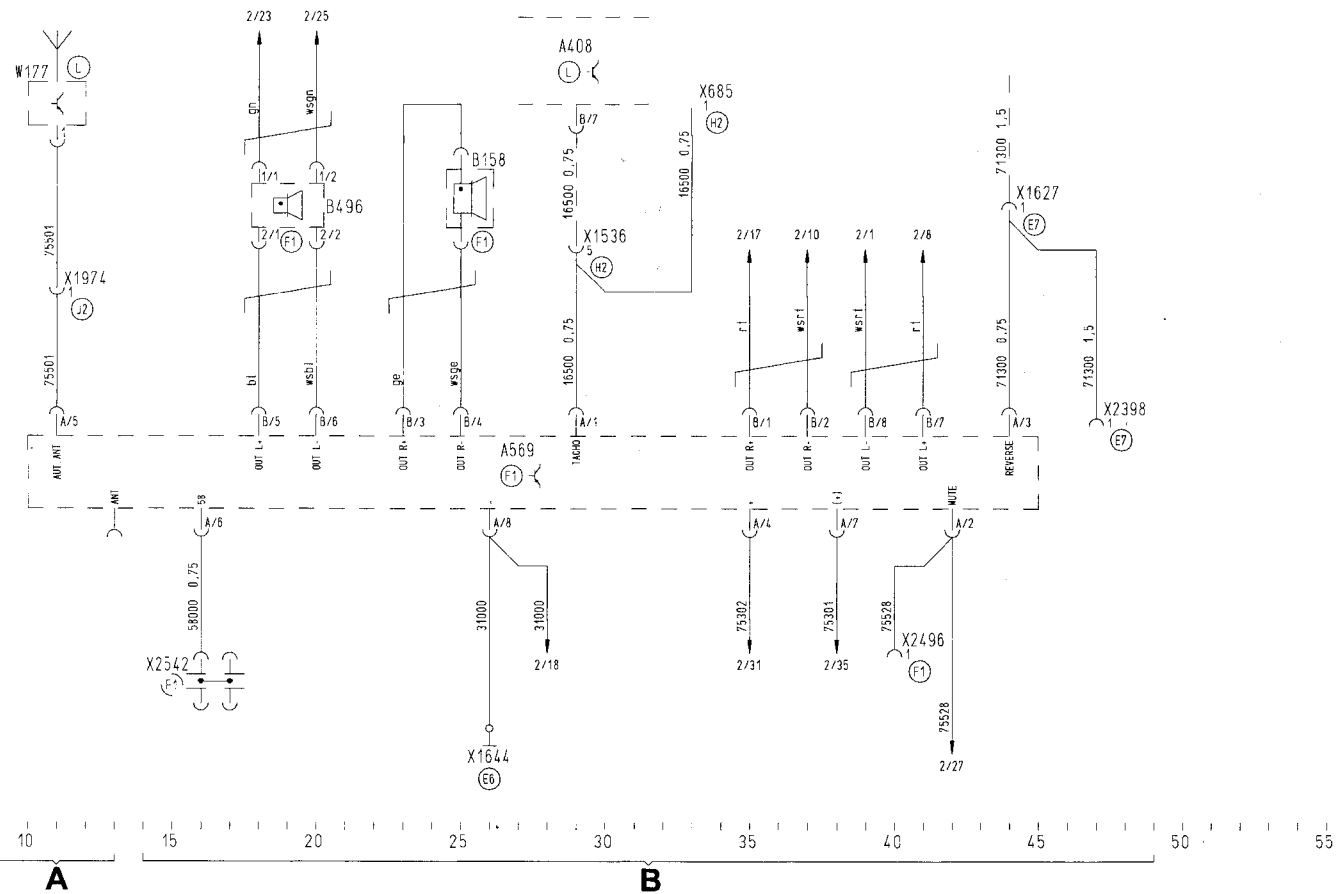 2/23 2/25
A408
L
W177 L
X685
1
H2
gn wsgn
B/7
71300 1,5
1
B158
16500 0,75
16500 0,75
1/1 1/2
X1627
1
E7
B496
2/1 F1 2/2
F1
X1536
5
H2
2/17 2/10 2/1 2/8
75501
X1974
1
J2
rt wsrt wsrt rt
75501 bl wsbl ge wsge 16500 0,75 71300 0,75 71300 1,5
A/5 B/5 B/6 B/3 B/4 A/1 B/1 B/2 B/8 B/7 A/3
X2398
1
E7
AUT.ANT OUT L+ OUT L- OUT R+ OUT R- TACHO OUT R+ OUT R- OUT L- OUT L+ REVERSE
A569
F1
ANT 58 - + (+) MUTE
A/6 A/8 A/4 A/7 A/2
58000 0,75 31000 31000 75302 75301 75528
X2542
X2496
1
F1
2/18 2/31 2/35
75528
X1644
E6
2/27
10 15 20 25 30 35 40 45 50 55
A B